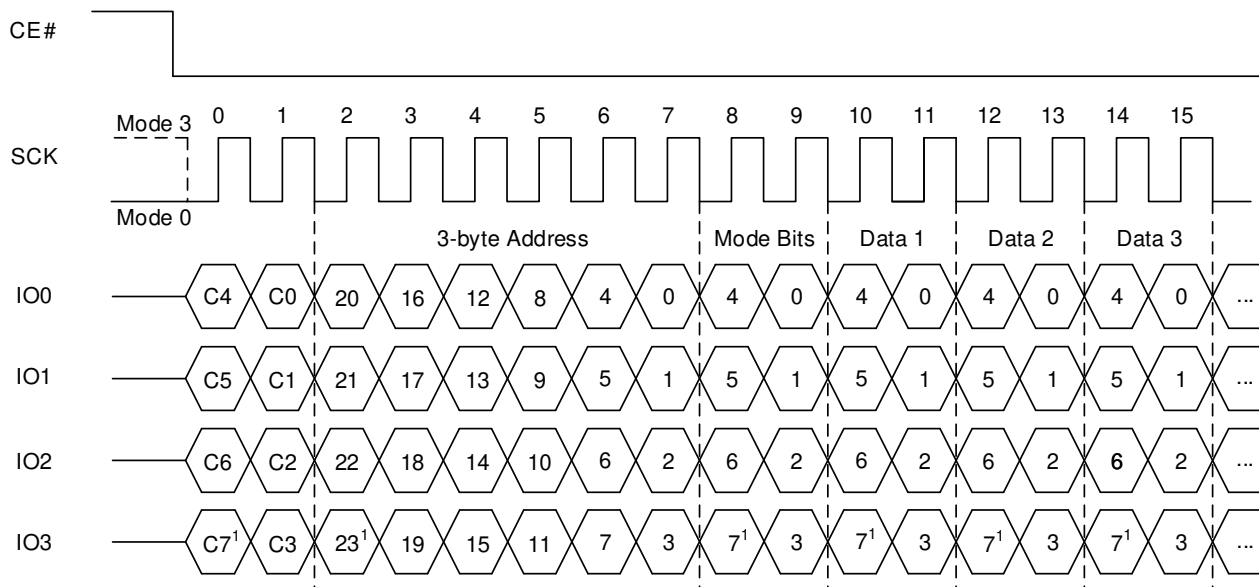 CE#
0 1 2 3 4 5 6 7 8 9 10 11 12 13 14 15
Mode 3
SCK
Mode 0
3-byte Address Mode Bits Data 1 Data 2 Data 3
IO0 C4 C0 20 16 12 8 4 0 4 0 4 0 4 0 4 0 ...
IO1 C5 C1 21 17 13 9 5 1 5 1 5 1 5 1 5 1 ...
IO2 C6 C2 22 18 14 10 6 2 6 2 6 2 6 2 6 2 ...
IO3 C7¹ C3 23¹ 19 15 11 7 3 7¹ 3 7¹ 3 7¹ 3 7¹ 3 ...